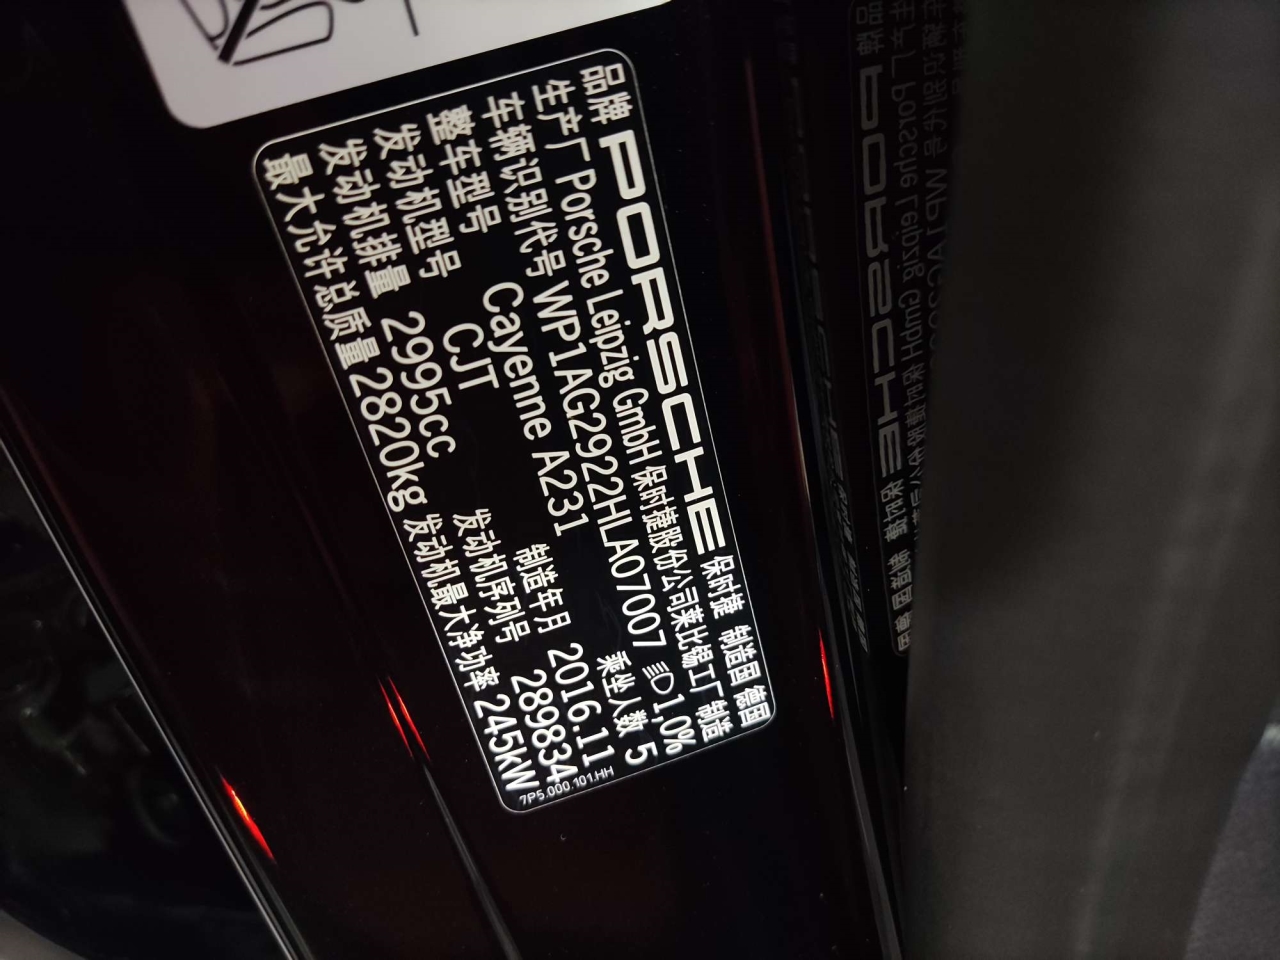 品牌 PORSCHE 保时捷 制造国 德国
生产厂 Porsche Leipzig GmbH 保时捷股份公司莱比锡工厂 制造
车辆识别代号 WP1AG2922HLA07007 1,0%
整车型号 Cayenne A231 乘坐人数 5
发动机型号 CJT 制造年月 2016.11
发动机排量 2995cc 发动机序列号 289834
最大允许总质量 2820kg 发动机最大净功率 245kW
7P5.000.101.HH